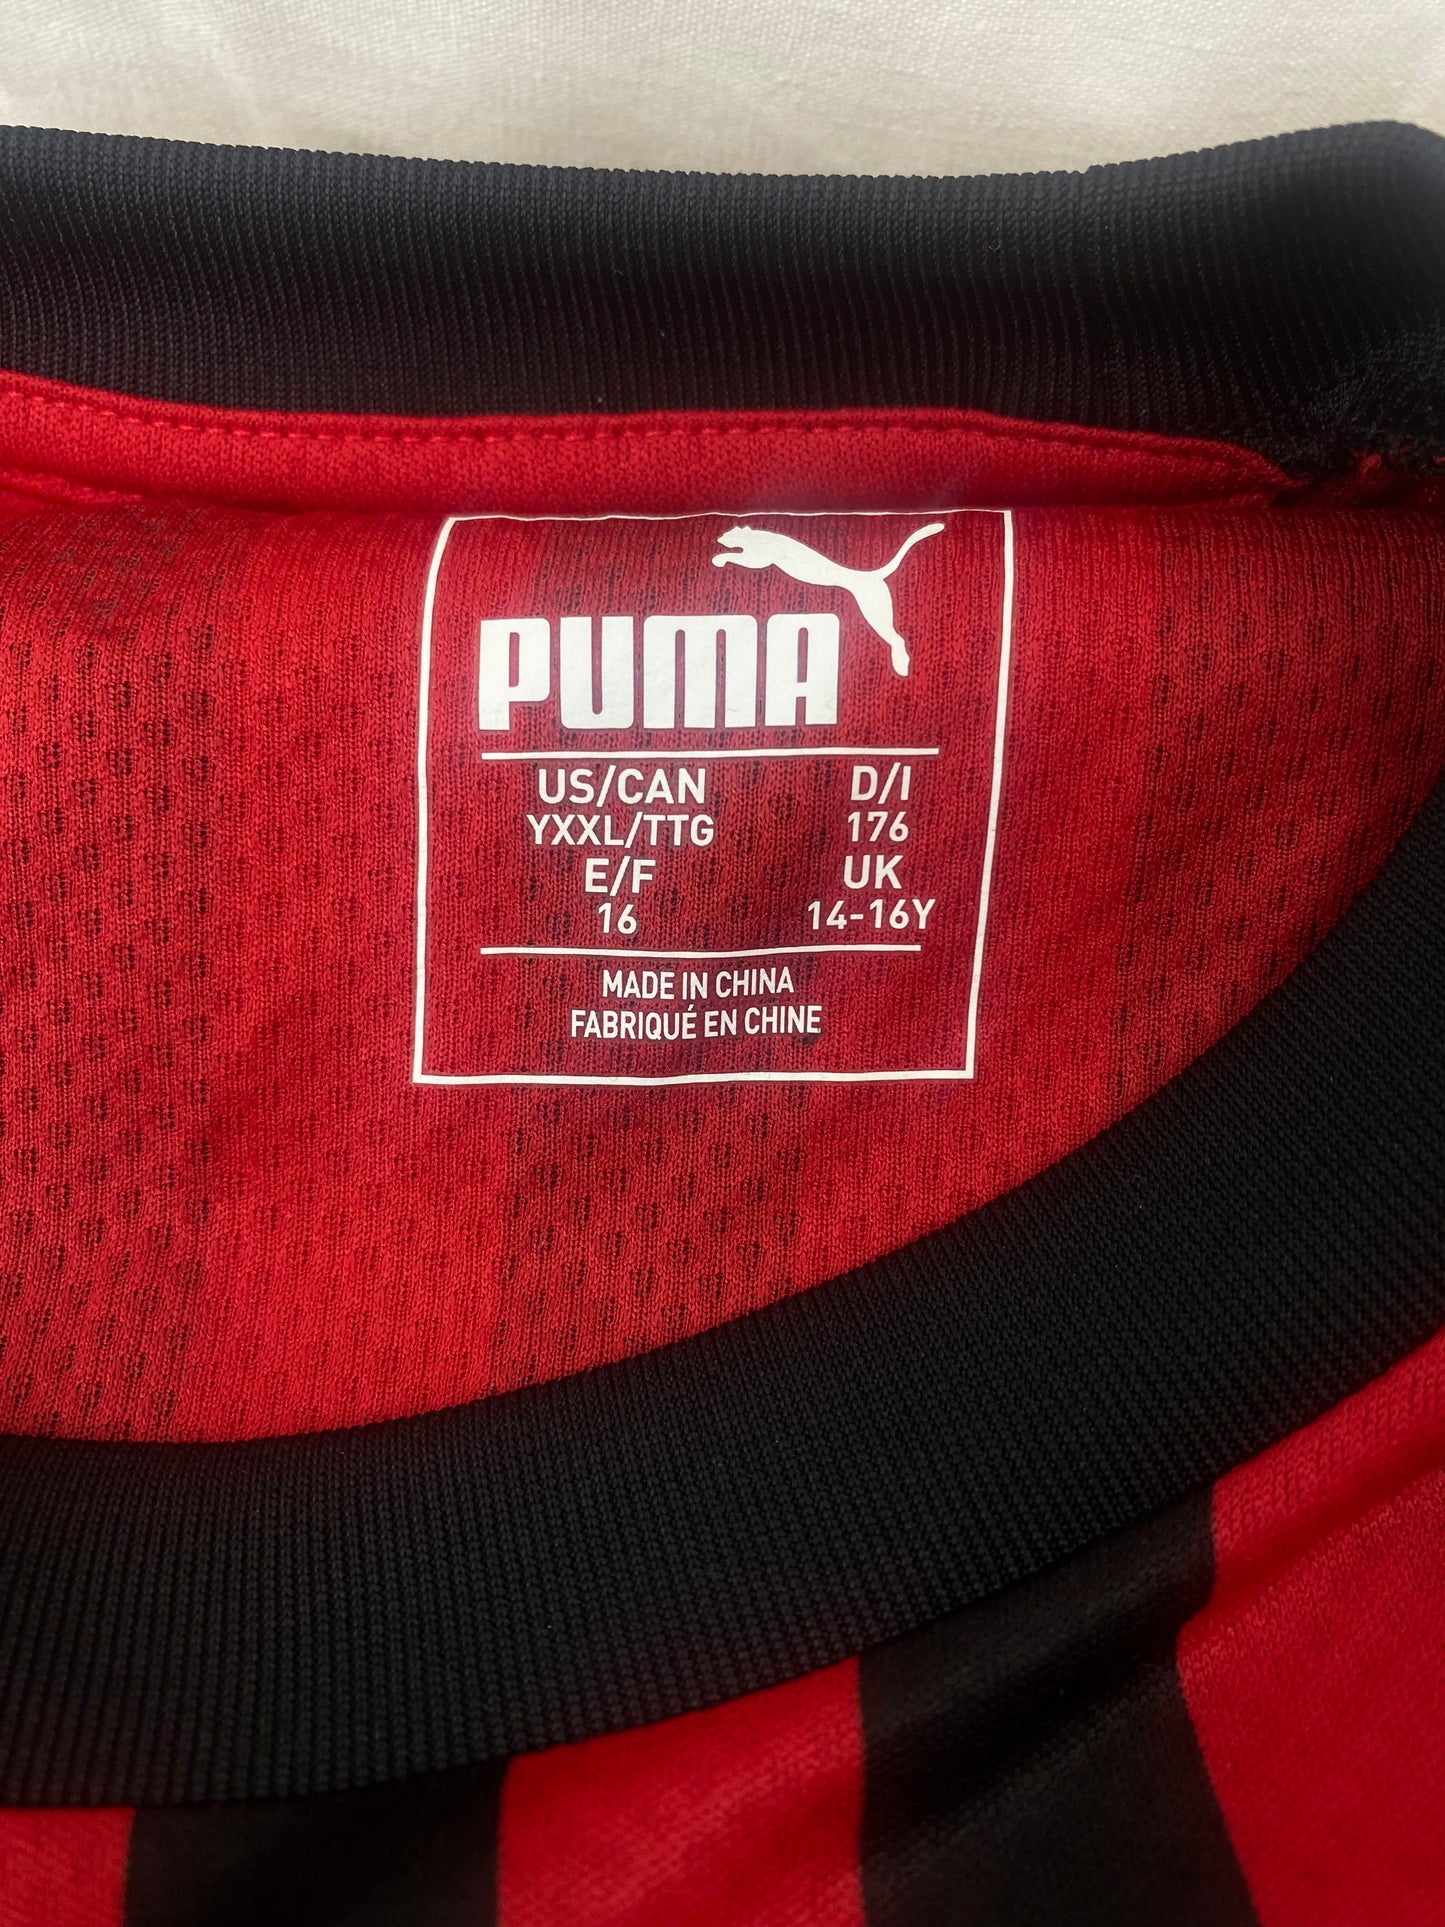 PUMA
US/CAN D/I
YXXL/TTG 176
E/F UK
16 14-16Y
MADE IN CHINA
FABRIQUÉ EN CHINE